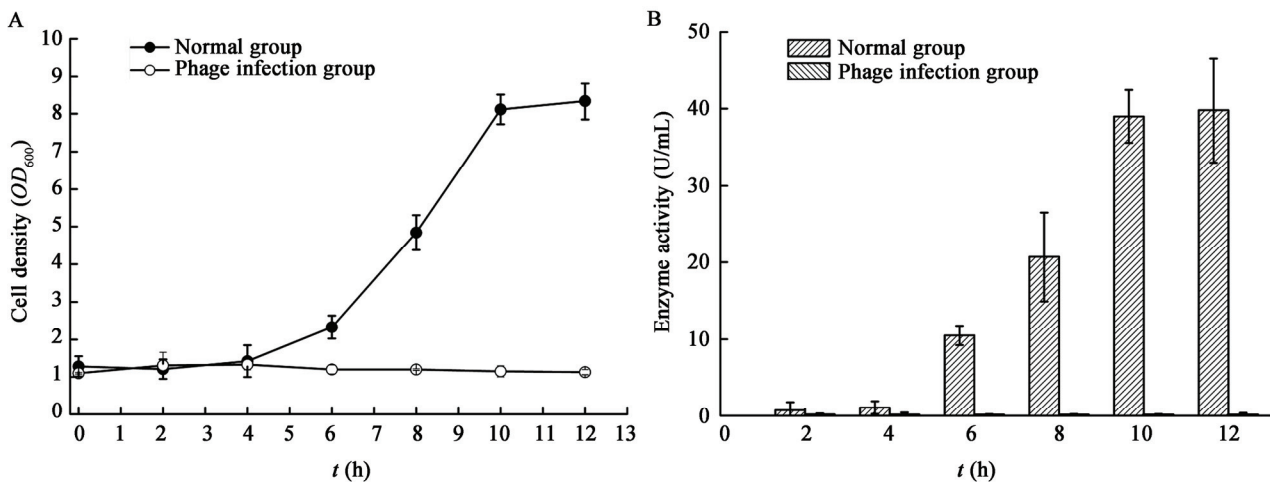 A
Normal group
Phage infection group
Cell density (OD600)
10
9
8
7
6
5
4
3
2
1
0
0 1 2 3 4 5 6 7 8 9 10 11 12 13
t (h)
B
Normal group
Phage infection group
Enzyme activity (U/mL)
50
40
30
20
10
0
0 2 4 6 8 10 12
t (h)